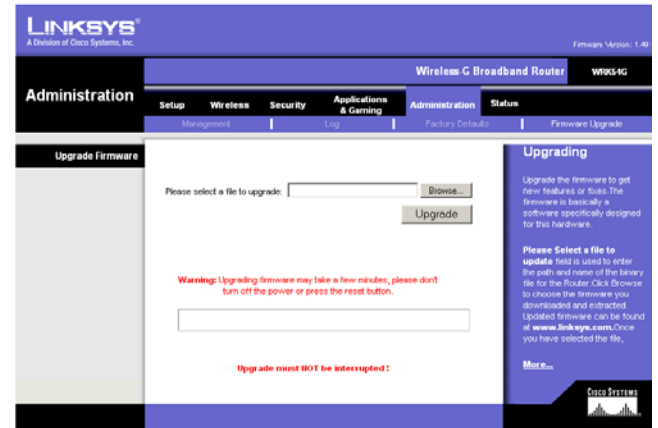 LINKSYS®
A Division of Cisco Systems, Inc.
Firmware Version: 1.49
Wireless-G Broadband Router
WRK54G
Administration
Setup
Wireless
Security
Applications
& Gaming
Administration
Status
Management
Log
Factory Defaults
Firmware Upgrade
Upgrade Firmware
Please select a file to upgrade:
Browse...
Upgrade
Warning: Upgrading firmware may take a few minutes, please don't
turn off the power or press the reset button.
Upgrade must NOT be interrupted !
Upgrading
Upgrade the firmware to get
new features or fixes.The
firmware is basically a
software specifically designed
for this hardware.
Please Select a file to
update field is used to enter
the path and name of the binary
file for the Router.Click Browse
to choose the firmware you
downloaded and extracted.
Updated firmware can be found
at www.linksys.com.Once
you have selected the file,
More...
CISCO SYSTEMS